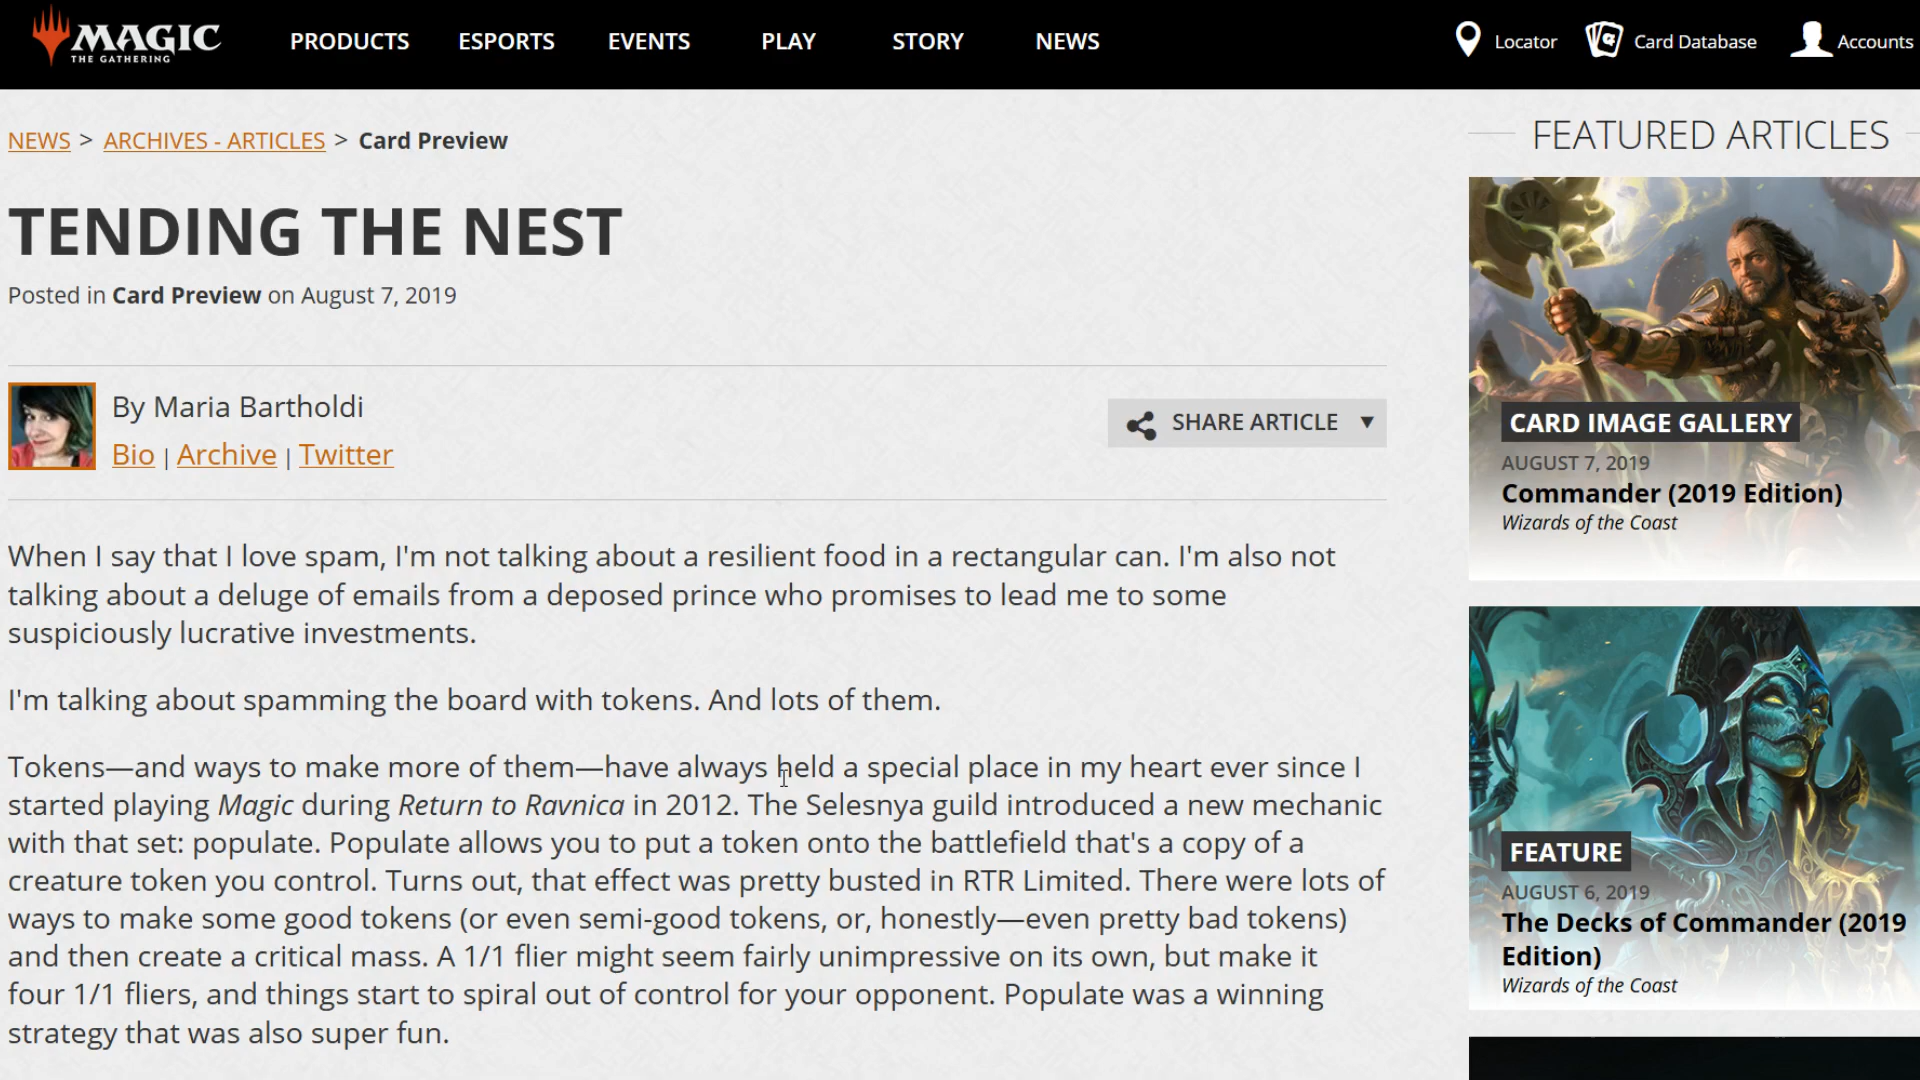 MAGIC
THE GATHERING
PRODUCTS ESPORTS EVENTS PLAY STORY NEWS
Locator Card Database Accounts
NEWS > ARCHIVES - ARTICLES > Card Preview
TENDING THE NEST
Posted in Card Preview on August 7, 2019
By Maria Bartholdi
Bio | Archive | Twitter
SHARE ARTICLE ▼
When I say that I love spam, I'm not talking about a resilient food in a rectangular can. I'm also not
talking about a deluge of emails from a deposed prince who promises to lead me to some
suspiciously lucrative investments.
I'm talking about spamming the board with tokens. And lots of them.
Tokens—and ways to make more of them—have always held a special place in my heart ever since I
started playing Magic during Return to Ravnica in 2012. The Selesnya guild introduced a new mechanic
with that set: populate. Populate allows you to put a token onto the battlefield that's a copy of a
creature token you control. Turns out, that effect was pretty busted in RTR Limited. There were lots of
ways to make some good tokens (or even semi-good tokens, or, honestly—even pretty bad tokens)
and then create a critical mass. A 1/1 flier might seem fairly unimpressive on its own, but make it
four 1/1 fliers, and things start to spiral out of control for your opponent. Populate was a winning
strategy that was also super fun.
FEATURED ARTICLES
CARD IMAGE GALLERY
AUGUST 7, 2019
Commander (2019 Edition)
Wizards of the Coast
FEATURE
AUGUST 6, 2019
The Decks of Commander (2019
Edition)
Wizards of the Coast